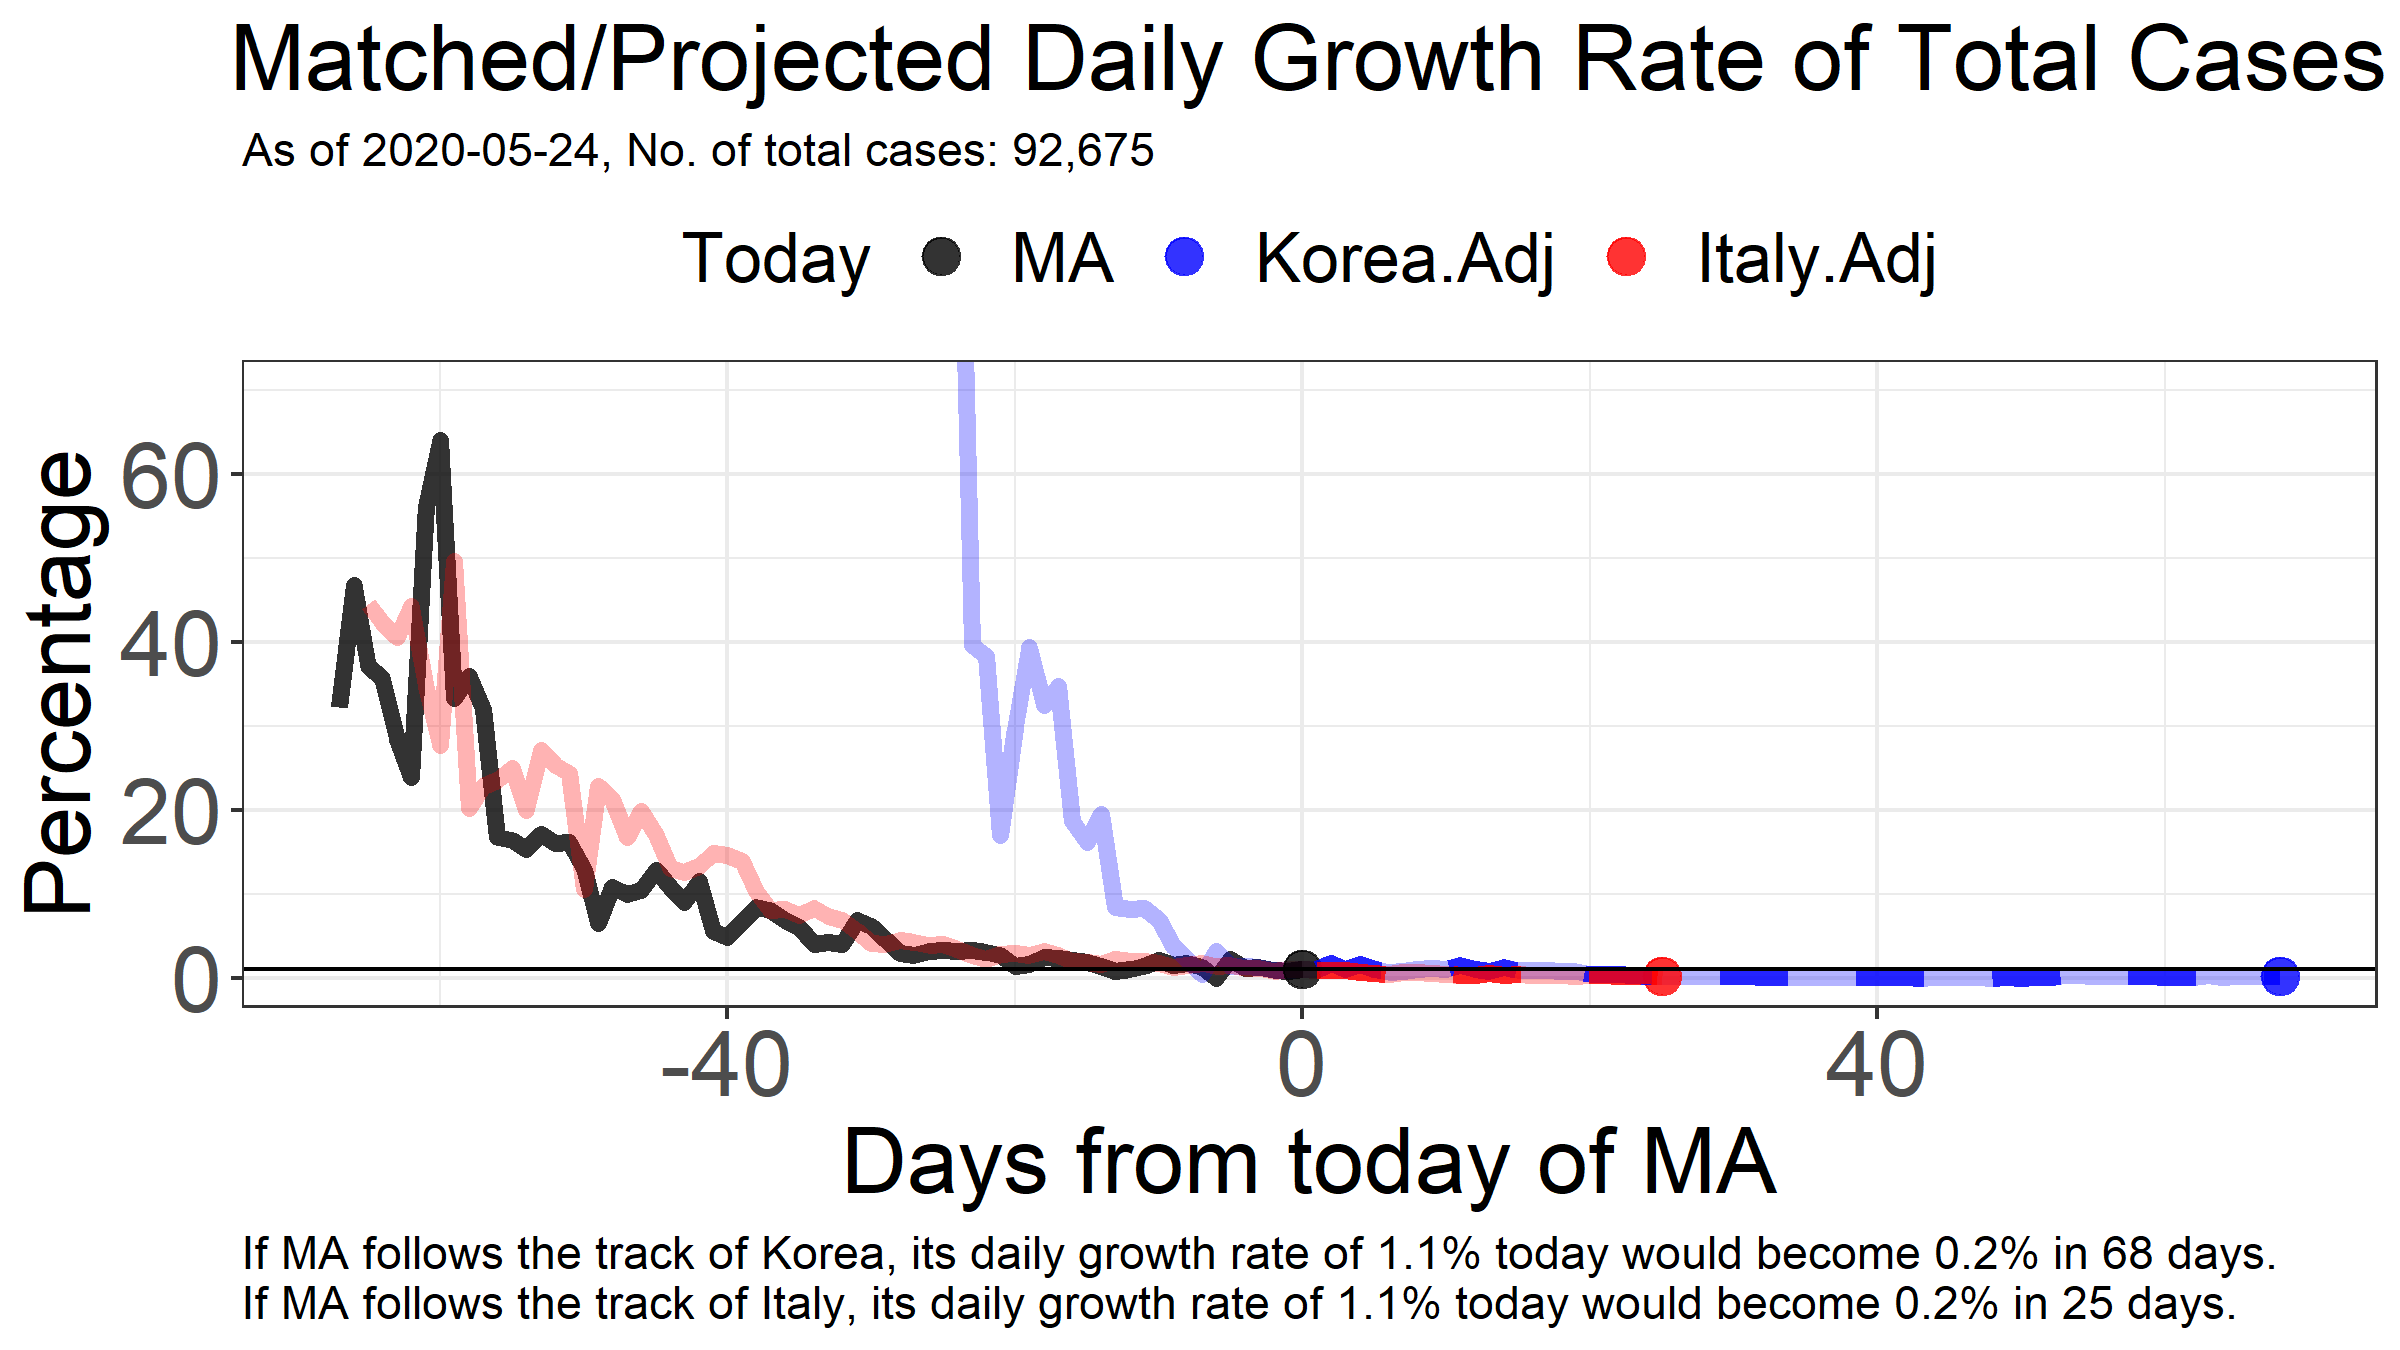 Matched/Projected Daily Growth Rate of Total Cases
As of 2020-05-24, No. of total cases: 92,675
Today MA Korea.Adj Italy.Adj
Percentage
60
40
20
0
-40 0 40
Days from today of MA
If MA follows the track of Korea, its daily growth rate of 1.1% today would become 0.2% in 68 days.
If MA follows the track of Italy, its daily growth rate of 1.1% today would become 0.2% in 25 days.